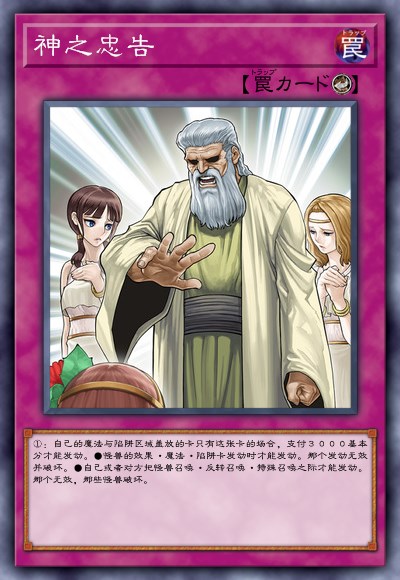 神之忠告
トラップ
罠
トラップ
【罠カード】
①:自己的魔法与陷阱区域盖放的卡只有这张卡的场合,支付3000基本
分才能发动。●怪兽的效果·魔法·陷阱卡发动时才能发动。那个发动无效
并破坏。●自己或者对方把怪兽召唤·反转召唤·特殊召唤之际才能发动。
那个无效,那些怪兽破坏。